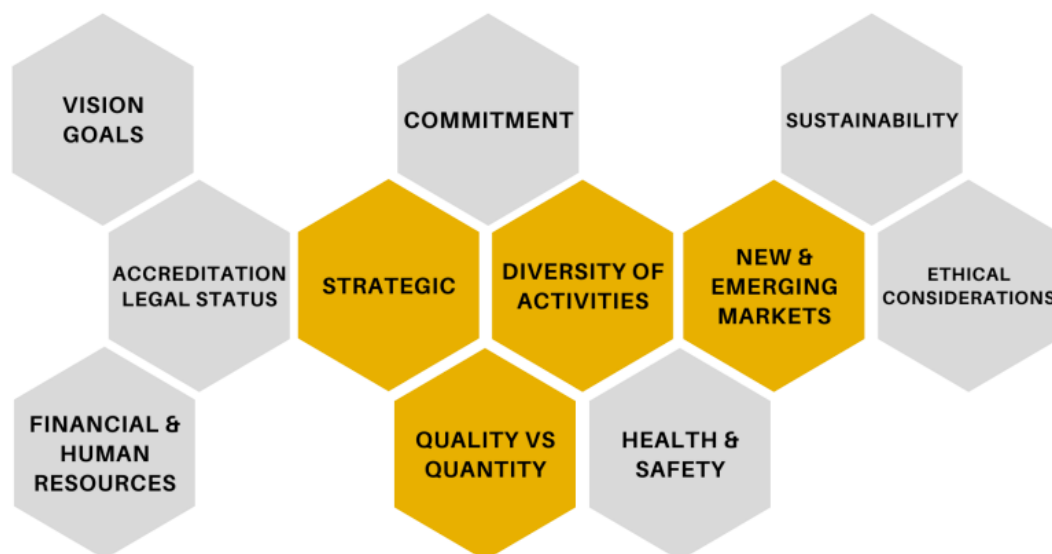 VISION
GOALS
COMMITMENT
SUSTAINABILITY
ACCREDITATION
LEGAL STATUS
STRATEGIC
DIVERSITY OF
ACTIVITIES
NEW &
EMERGING
MARKETS
ETHICAL
CONSIDERATIONS
FINANCIAL &
HUMAN
RESOURCES
QUALITY VS
QUANTITY
HEALTH &
SAFETY